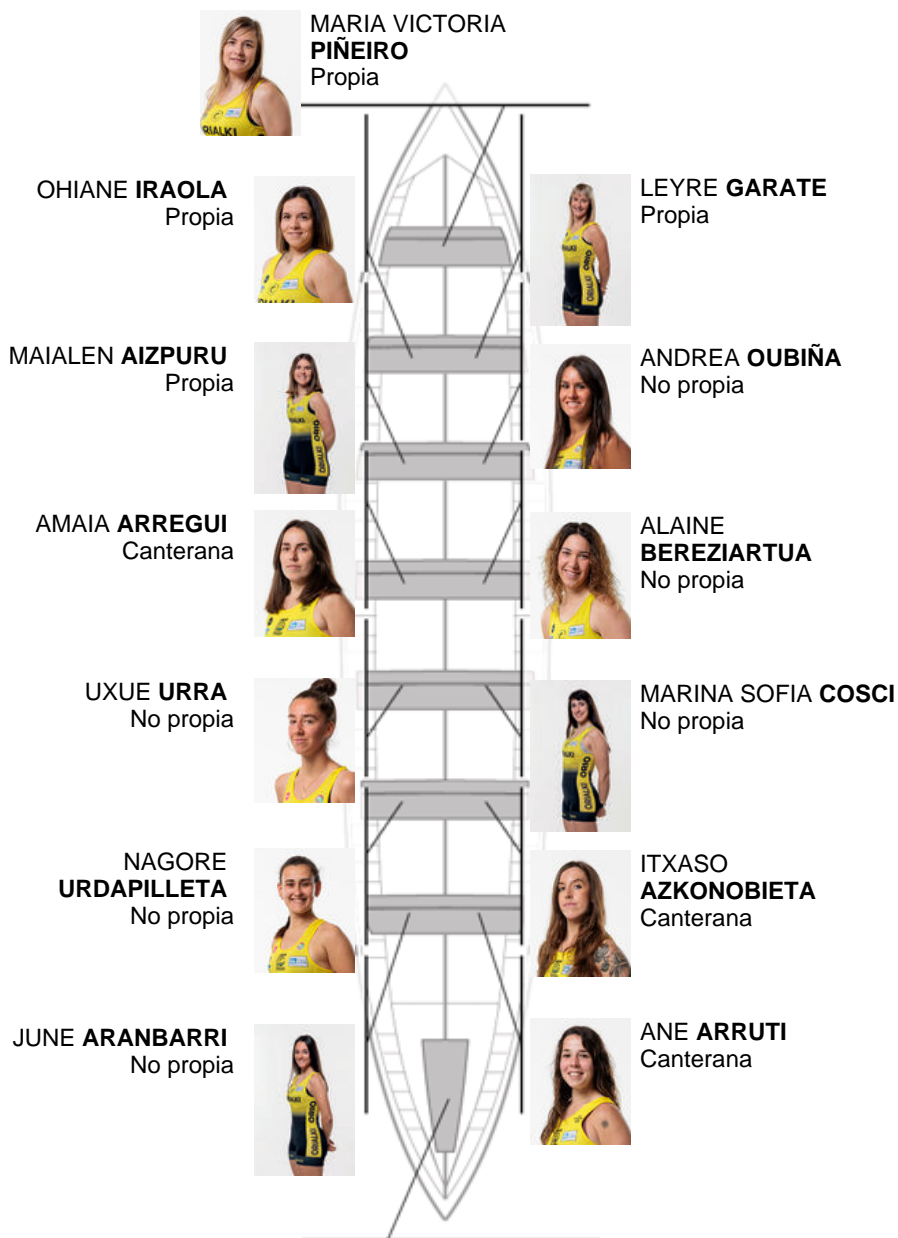 MARIA VICTORIA
PIÑEIRO
Propia
OHIANE IRAOLA
Propia
LEYRE GARATE
Propia
MAIALEN AIZPURU
Propia
ANDREA OUBIÑA
No propia
AMAIA ARREGUI
Canterana
ALAINE
BEREZIARTUA
No propia
UXUE URRA
No propia
MARINA SOFIA COSCI
No propia
NAGORE
URDAPILLETA
No propia
ITXASO
AZKONOBIETA
Canterana
JUNE ARANBARRI
No propia
ANE ARRUTI
Canterana